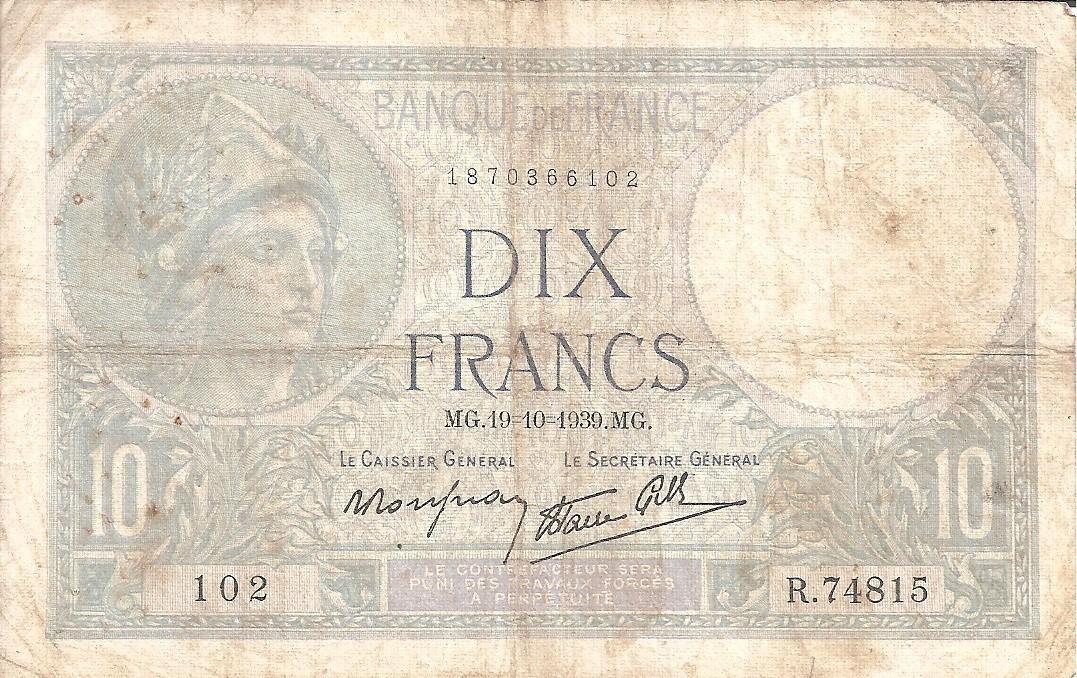 BANQUE DE FRANCE
1870366102
DIX
FRANCS
MG.19-10-1939.MG.
LE CAISSIER GÉNÉRAL LE SECRÉTAIRE GÉNÉRAL
10 10
LE CONTREFACTEUR SERA
PUNI DES TRAVAUX FORCÉS
À PERPÉTUITÉ
102 R.74815